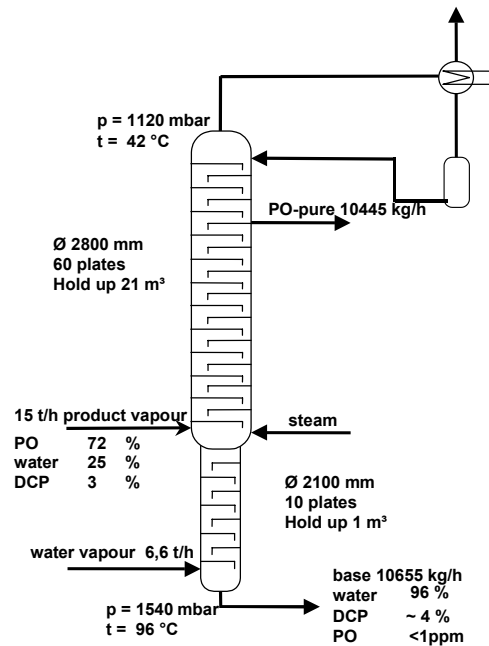 p = 1120 mbar
t = 42 °C
PO-pure 10445 kg/h
Ø 2800 mm
60 plates
Hold up 21 m³
15 t/h product vapour
steam
PO 72 %
water 25 %
DCP 3 %
Ø 2100 mm
10 plates
Hold up 1 m³
water vapour 6,6 t/h
base 10655 kg/h
water 96 %
DCP ~ 4 %
PO <1ppm
p = 1540 mbar
t = 96 °C